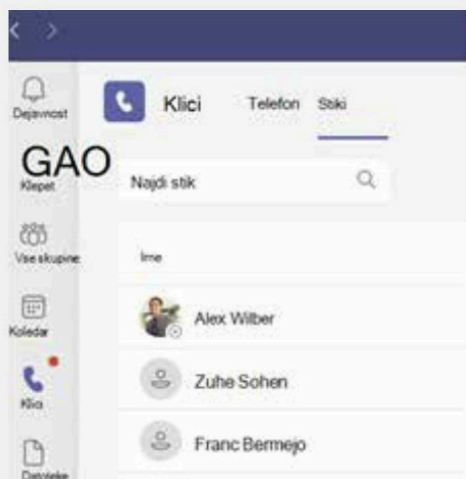 Dejavnost
Klici Telefon Stiki
GAO
Klepet
Najdi stik
Vse skupine
Ime
Koledar
Alex Wilber
Klici
Zuhe Sohen
Franc Bermejo
Datoteke